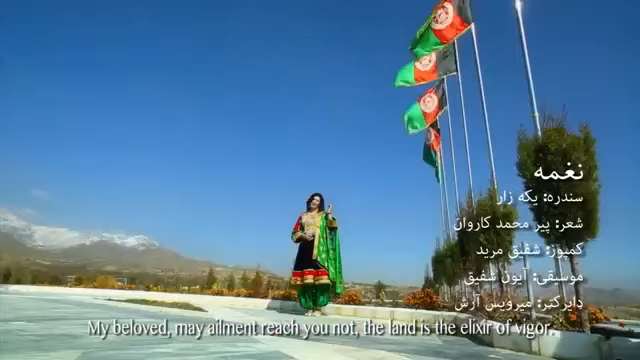 نغمه
سندره: یکه زار
شعر: پیر محمد کاروان
کمپوز: شفیق مرید
موسیقی: آیون شفیق
دایرکتر: میرویس آرش
My beloved, may ailment reach you not, the land is the elixir of vigor.